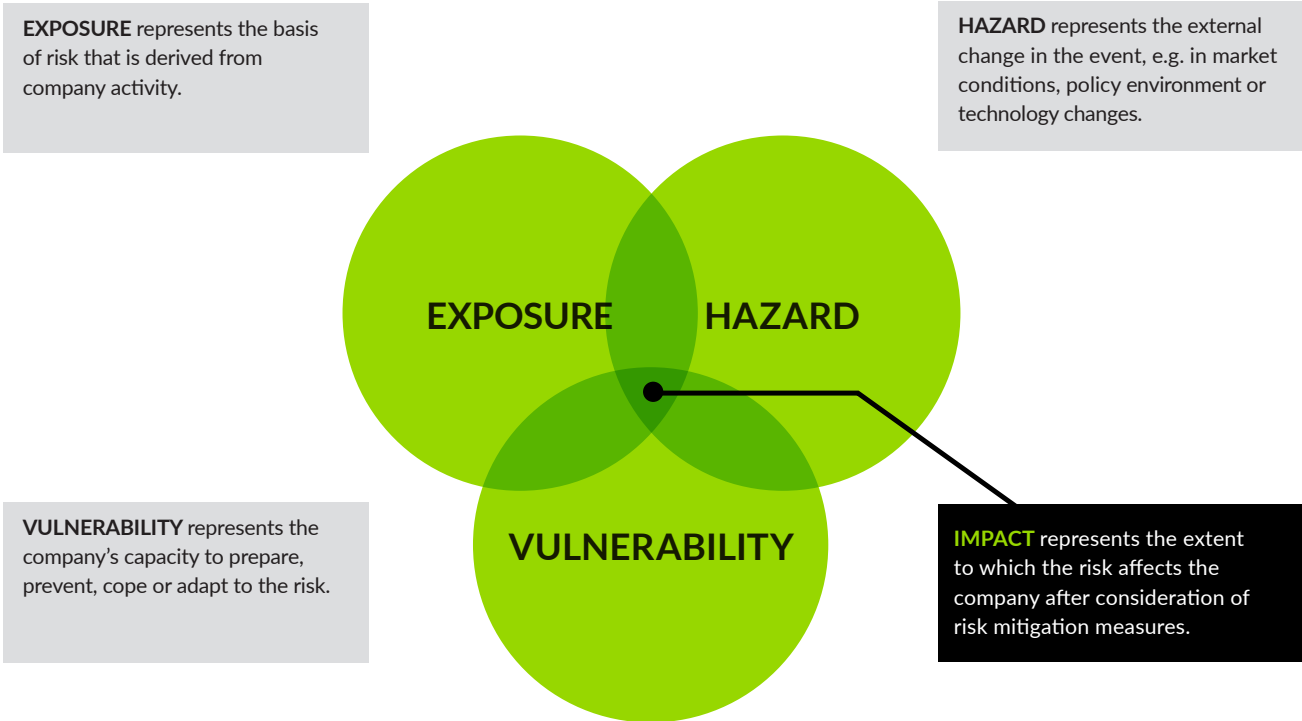 EXPOSURE represents the basis
of risk that is derived from
company activity.
HAZARD represents the external
change in the event, e.g. in market
conditions, policy environment or
technology changes.
EXPOSURE
HAZARD
VULNERABILITY
VULNERABILITY represents the
company’s capacity to prepare,
prevent, cope or adapt to the risk.
IMPACT represents the extent
to which the risk affects the
company after consideration of
risk mitigation measures.